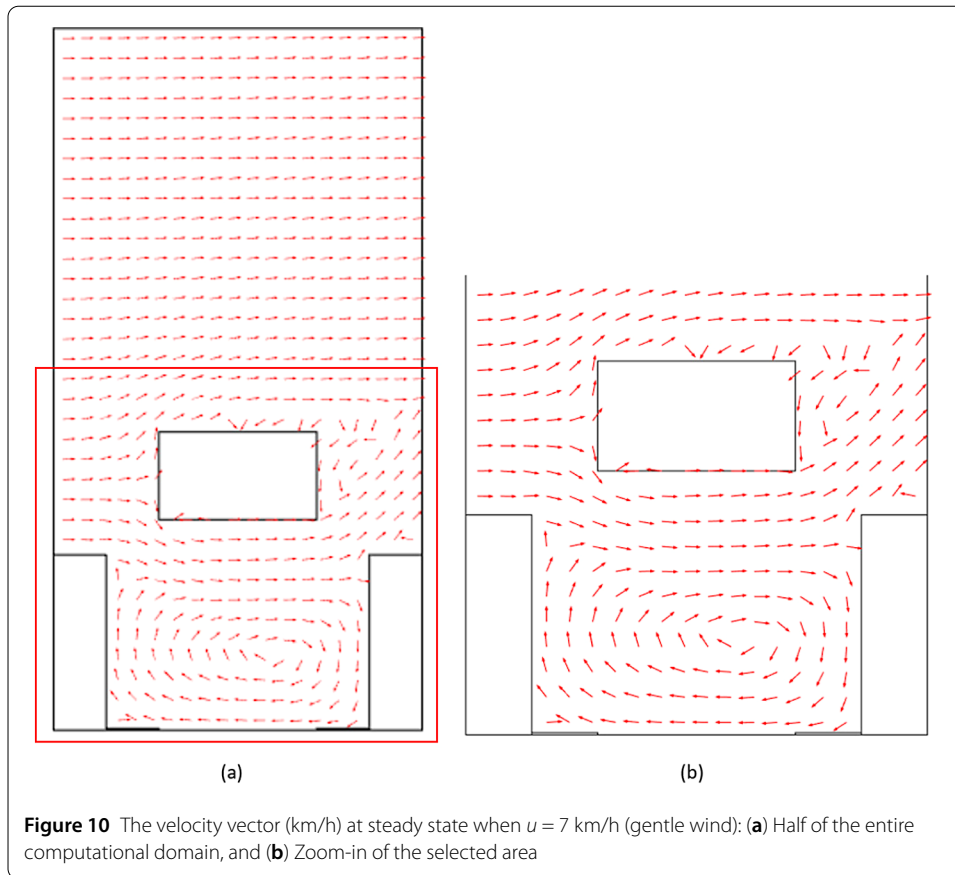 (a)
(b)
Figure 10 The velocity vector (km/h) at steady state when u = 7 km/h (gentle wind): (a) Half of the entire
computational domain, and (b) Zoom-in of the selected area